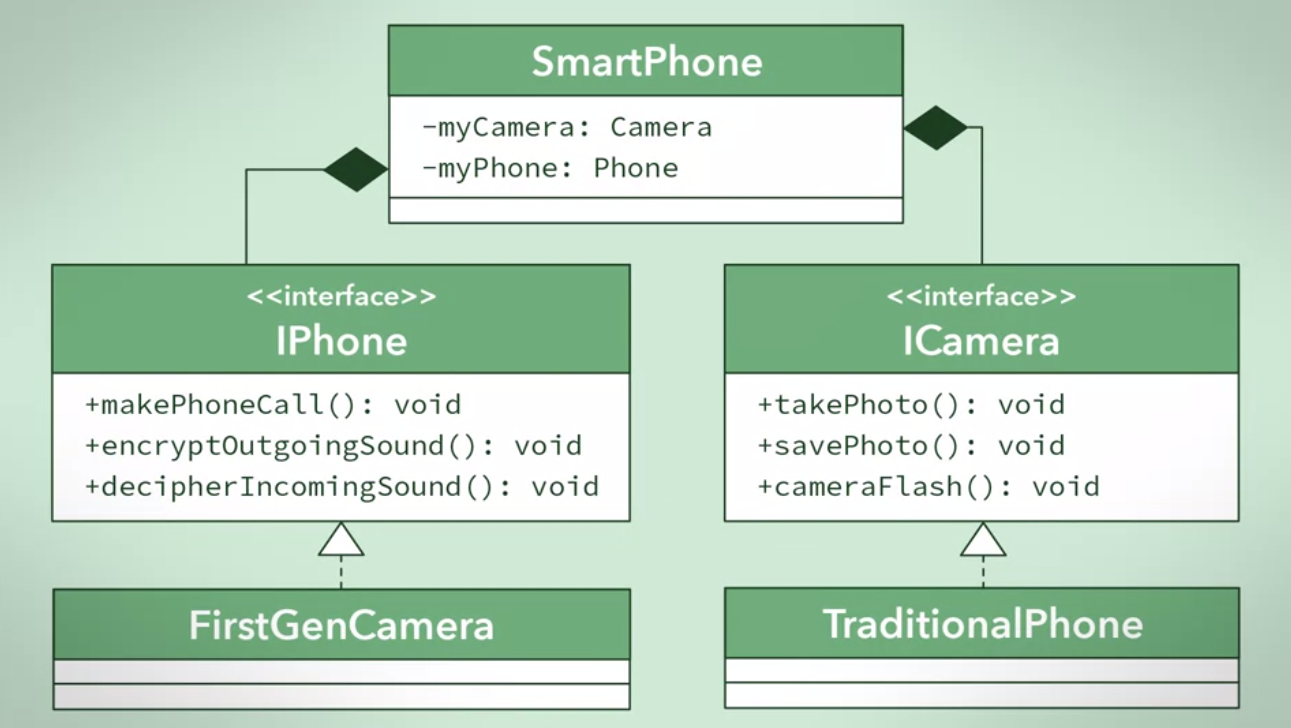 SmartPhone
-myCamera: Camera
-myPhone: Phone
<<interface>>
IPhone
+makePhoneCall(): void
+encryptOutgoingSound(): void
+decipherIncomingSound(): void
<<interface>>
ICamera
+takePhoto(): void
+savePhoto(): void
+cameraFlash(): void
FirstGenCamera
TraditionalPhone